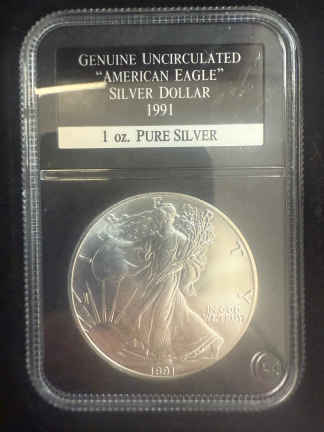 GENUINE UNCIRCULATED
"AMERICAN EAGLE"
SILVER DOLLAR
1991
1 oz. PURE SILVER
LIBERTY
IN GOD
WE TRUST
1991